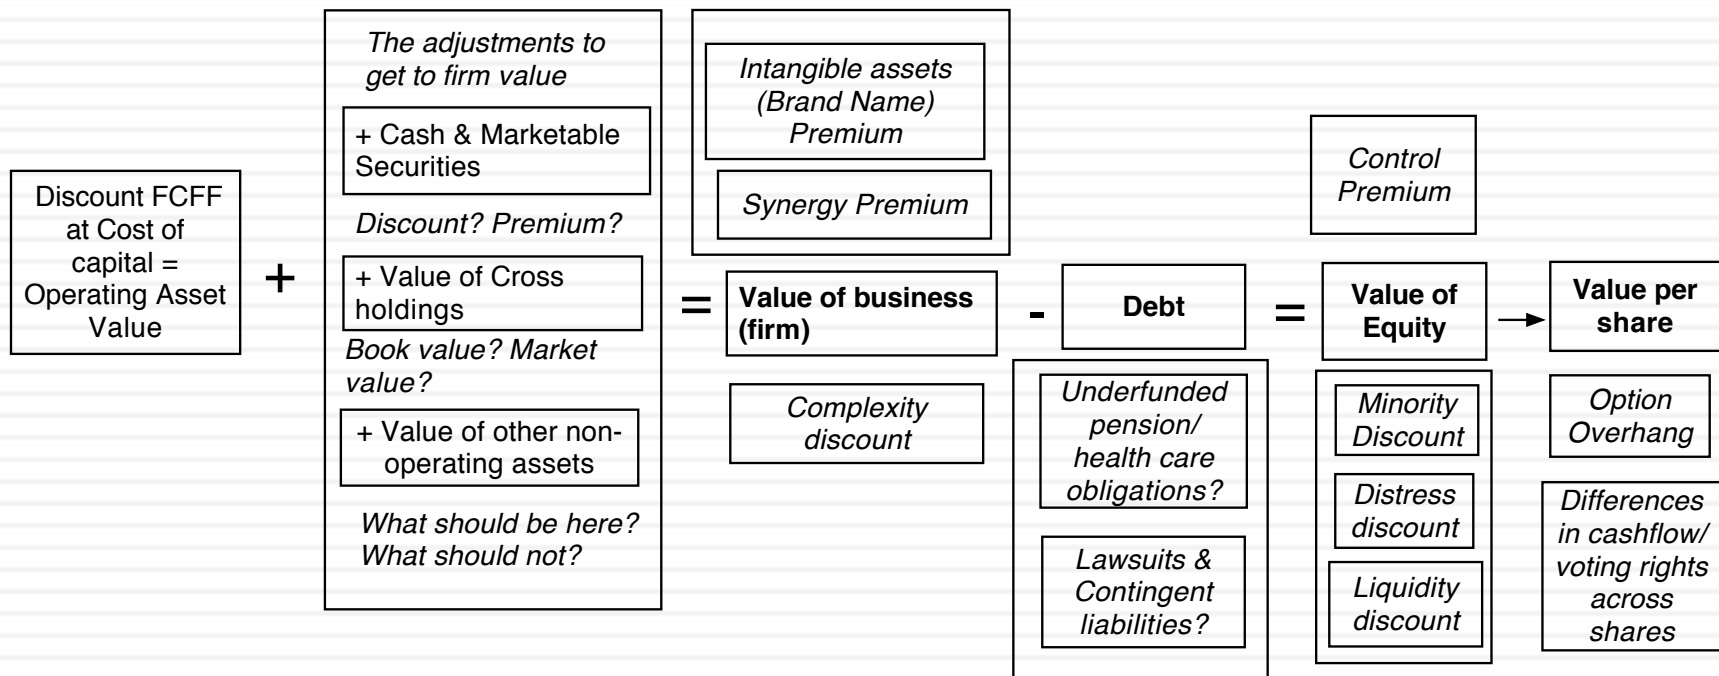 Discount FCFF
at Cost of
capital =
Operating Asset
Value
+
The adjustments to
get to firm value
+ Cash & Marketable
Securities
Discount? Premium?
+ Value of Cross
holdings
Book value? Market
value?
+ Value of other non-
operating assets
What should be here?
What should not?
=
Intangible assets
(Brand Name)
Premium
Synergy Premium
Value of business
(firm)
Complexity
discount
-
Debt
Underfunded
pension/
health care
obligations?
Lawsuits &
Contingent
liabilities?
=
Control
Premium
Value of
Equity
Minority
Discount
Distress
discount
Liquidity
discount
Value per
share
Option
Overhang
Differences
in cashflow/
voting rights
across
shares